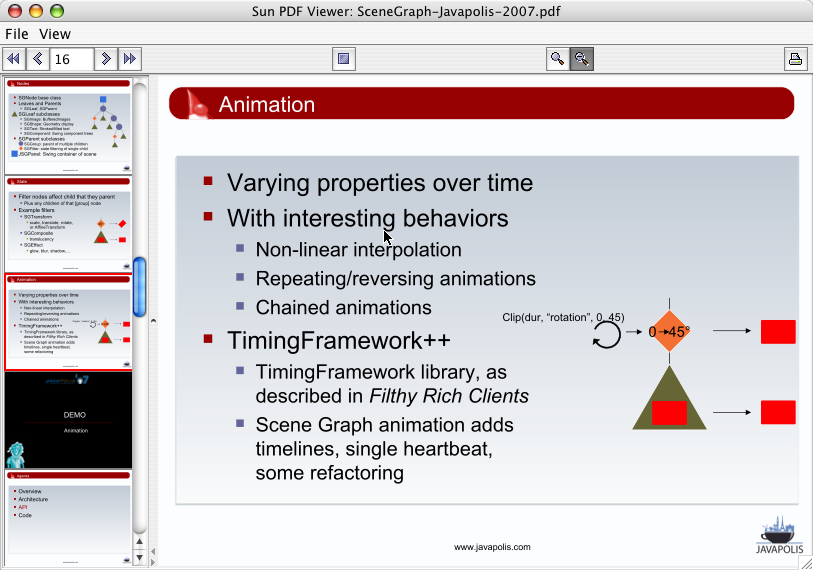 Sun PDF Viewer: SceneGraph-Javapolis-2007.pdf
File View
16
Nodes
SGNode base class
Leaves and Parents
SGLeaf, SGParent
SGLeaf subclasses
SGImage: BufferedImages
SGShape: Geometry display
SGText: Stroked/filled text
SGComponent: Swing component trees
SGParent subclasses
SGGroup: parent of multiple children
SGFilter: state filtering of single child
JSGPanel: Swing container of scene
State
Filter nodes affect child that they parent
Plus any children of that (group) node
Example filters
SGTransform
scale, translate, rotate,
or AffineTransform
SGComposite
translucency
SGEffect
glow, blur, shadow,...
Animation
Varying properties over time
With interesting behaviors
Non-linear interpolation
Repeating/reversing animations
Chained animations
TimingFramework++
TimingFramework library, as
described in Filthy Rich Clients
Scene Graph animation adds
timelines, single heartbeat,
some refactoring
JAVAPOLIS '7
DEMO
Animation
Agenda
Overview
Architecture
API
Code
Animation
Varying properties over time
With interesting behaviors
Non-linear interpolation
Repeating/reversing animations
Chained animations
Clip(dur, “rotation”, 0, 45)
0→45°
TimingFramework++
TimingFramework library, as
described in Filthy Rich Clients
Scene Graph animation adds
timelines, single heartbeat,
some refactoring
www.javapolis.com
JAVAPOLIS